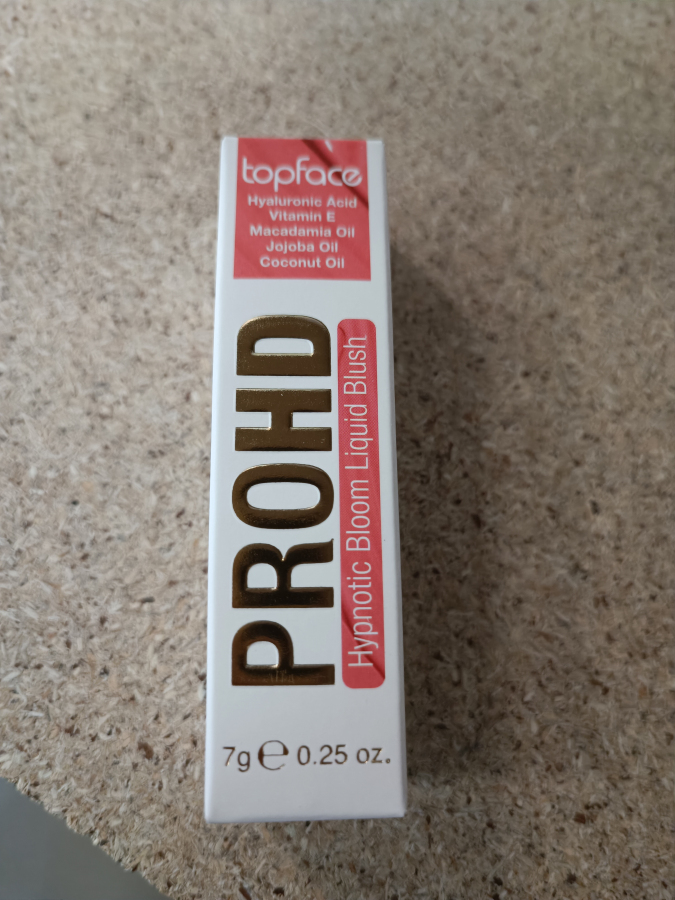 topface
Hyaluronic Acid
Vitamin E
Macadamia Oil
Jojoba Oil
Coconut Oil
PROHD
Hypnotic Bloom Liquid Blush
7g ℮ 0.25 oz.